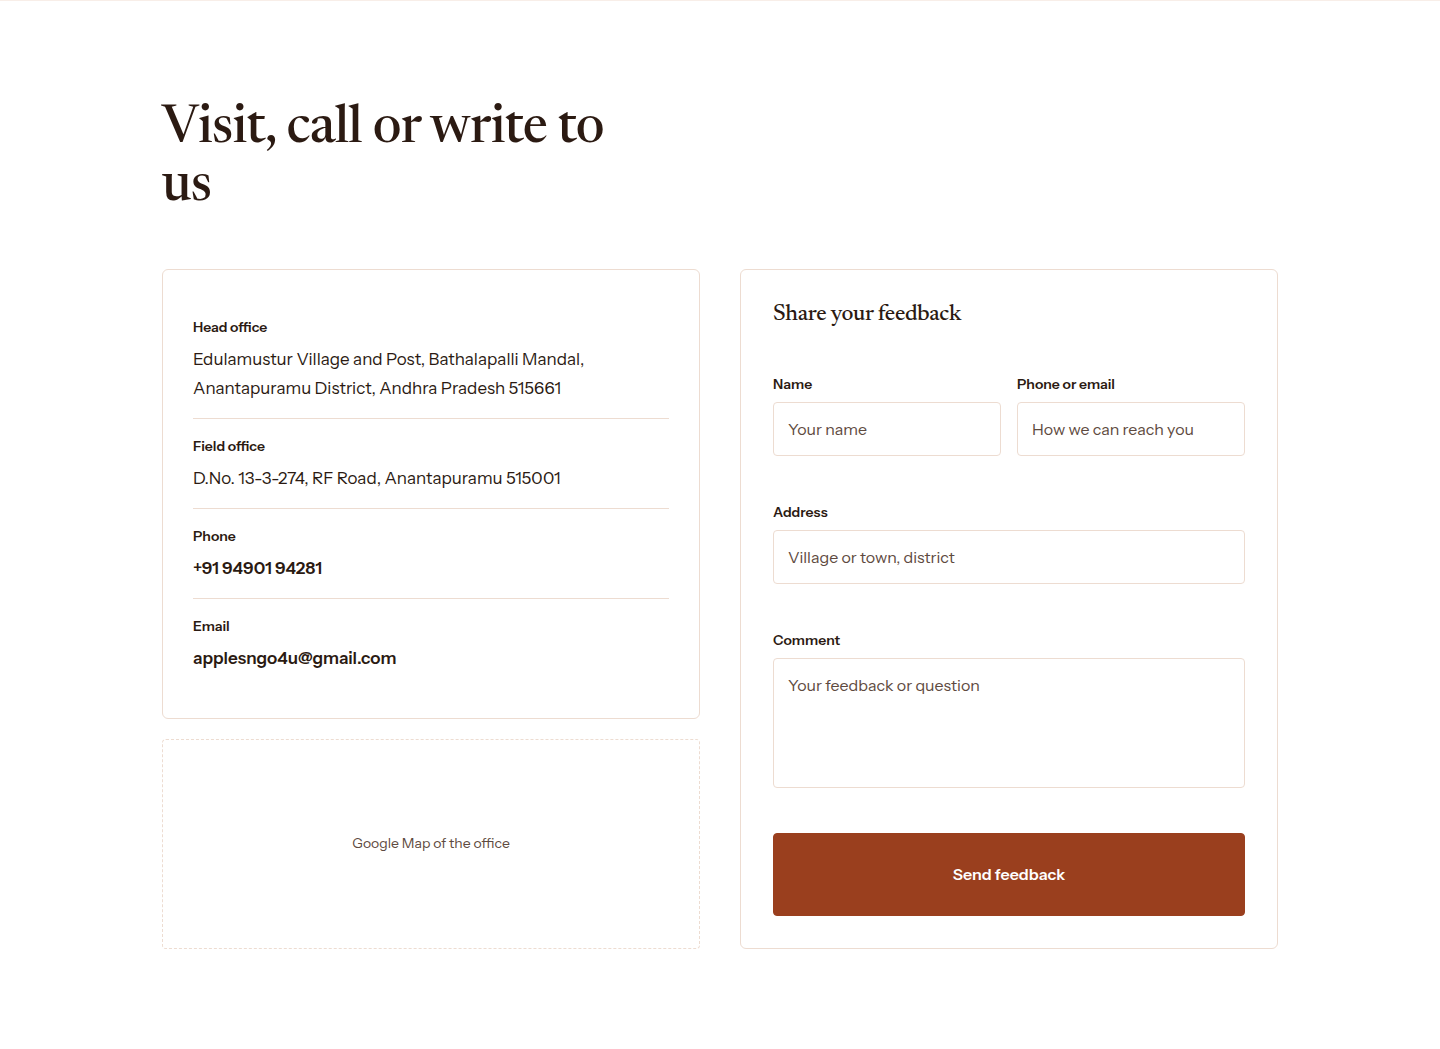 Visit, call or write to
us
Head office
Edulamustur Village and Post, Bathalapalli Mandal,
Anantapuramu District, Andhra Pradesh 515661
Field office
D.No. 13-3-274, RF Road, Anantapuramu 515001
Phone
+91 94901 94281
Email
applesngo4u@gmail.com
Google Map of the office
Share your feedback
Name
Your name
Phone or email
How we can reach you
Address
Village or town, district
Comment
Your feedback or question
Send feedback